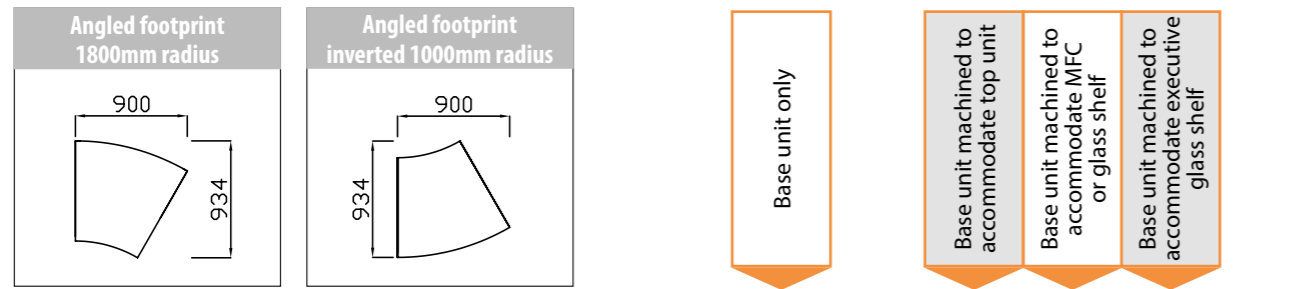 Angled footprint
1800mm radius
900
934
Angled footprint
inverted 1000mm radius
900
934
Base unit only
Base unit machined to
accommodate top unit
Base unit machined to
accommodate MFC
or glass shelf
Base unit machined to
accommodate executive
glass shelf